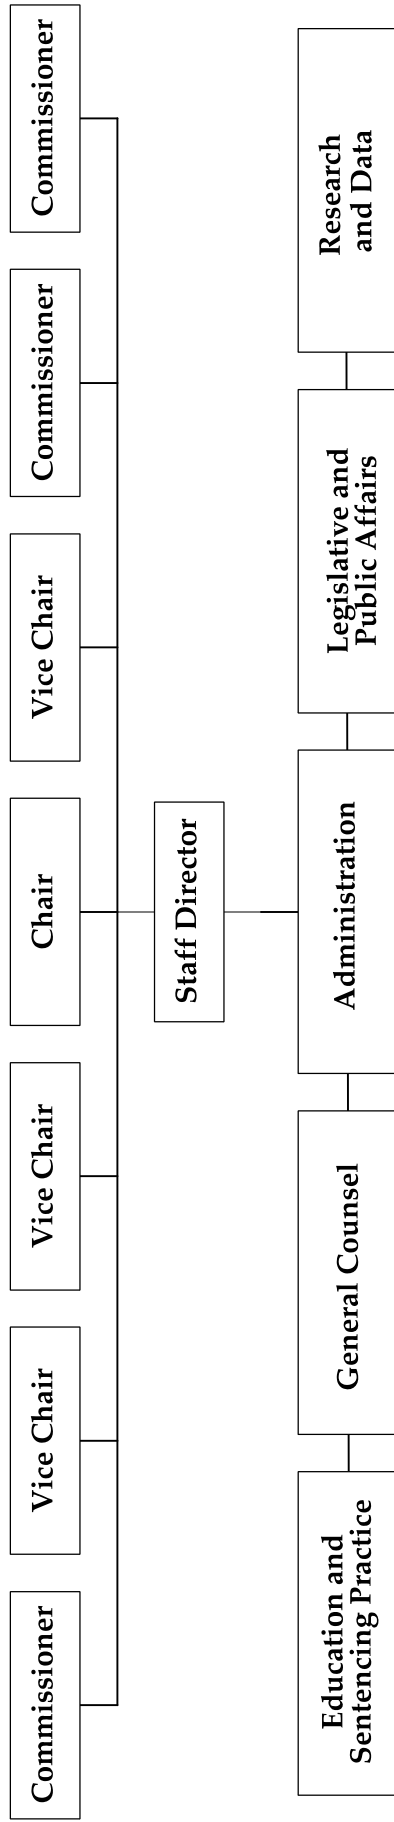 Commissioner
Vice Chair
Vice Chair
Chair
Vice Chair
Commissioner
Commissioner
Staff Director
Education and
Sentencing Practice
General Counsel
Administration
Legislative and
Public Affairs
Research
and Data